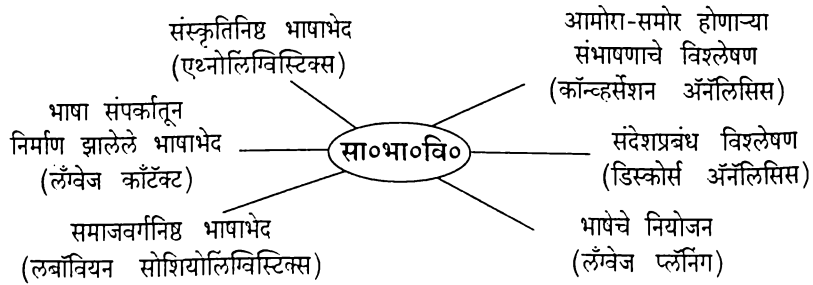 संस्कृतिनिष्ठ भाषाभेद
(एथ्नोलिंग्विस्टिक्स)
आमोरा-समोर होणाऱ्या
संभाषणाचे विश्लेषण
(कॉन्व्हर्सेशन ॲनॅलिसिस)
भाषा संपर्कातून
निर्माण झालेले भाषाभेद
(लँग्वेज काँटॅक्ट)
सा०भा०वि०
संदेशप्रबंध विश्लेषण
(डिस्कोर्स ॲनॅलिसिस)
समाजवर्गनिष्ठ भाषाभेद
(लबॉवियन सोशियोलिंग्विस्टिक्स)
भाषेचे नियोजन
(लँग्वेज प्लॅनिंग)